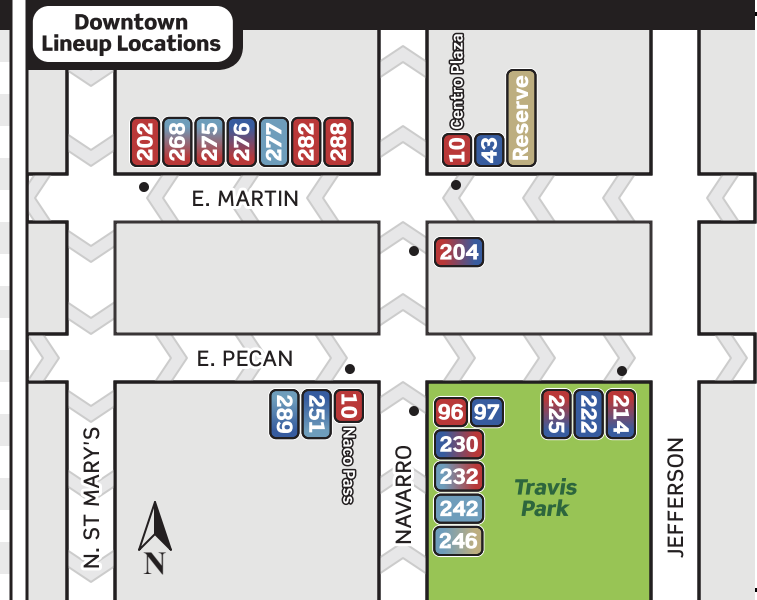 Downtown
Lineup Locations
202
268
275
276
277
282
288
10
Centro Plaza
43
Reserve
E. MARTIN
204
E. PECAN
289
251
10
Naco Pass
96
97
230
232
242
246
225
222
214
Travis
Park
N. ST MARY'S
NAVARRO
JEFFERSON
N